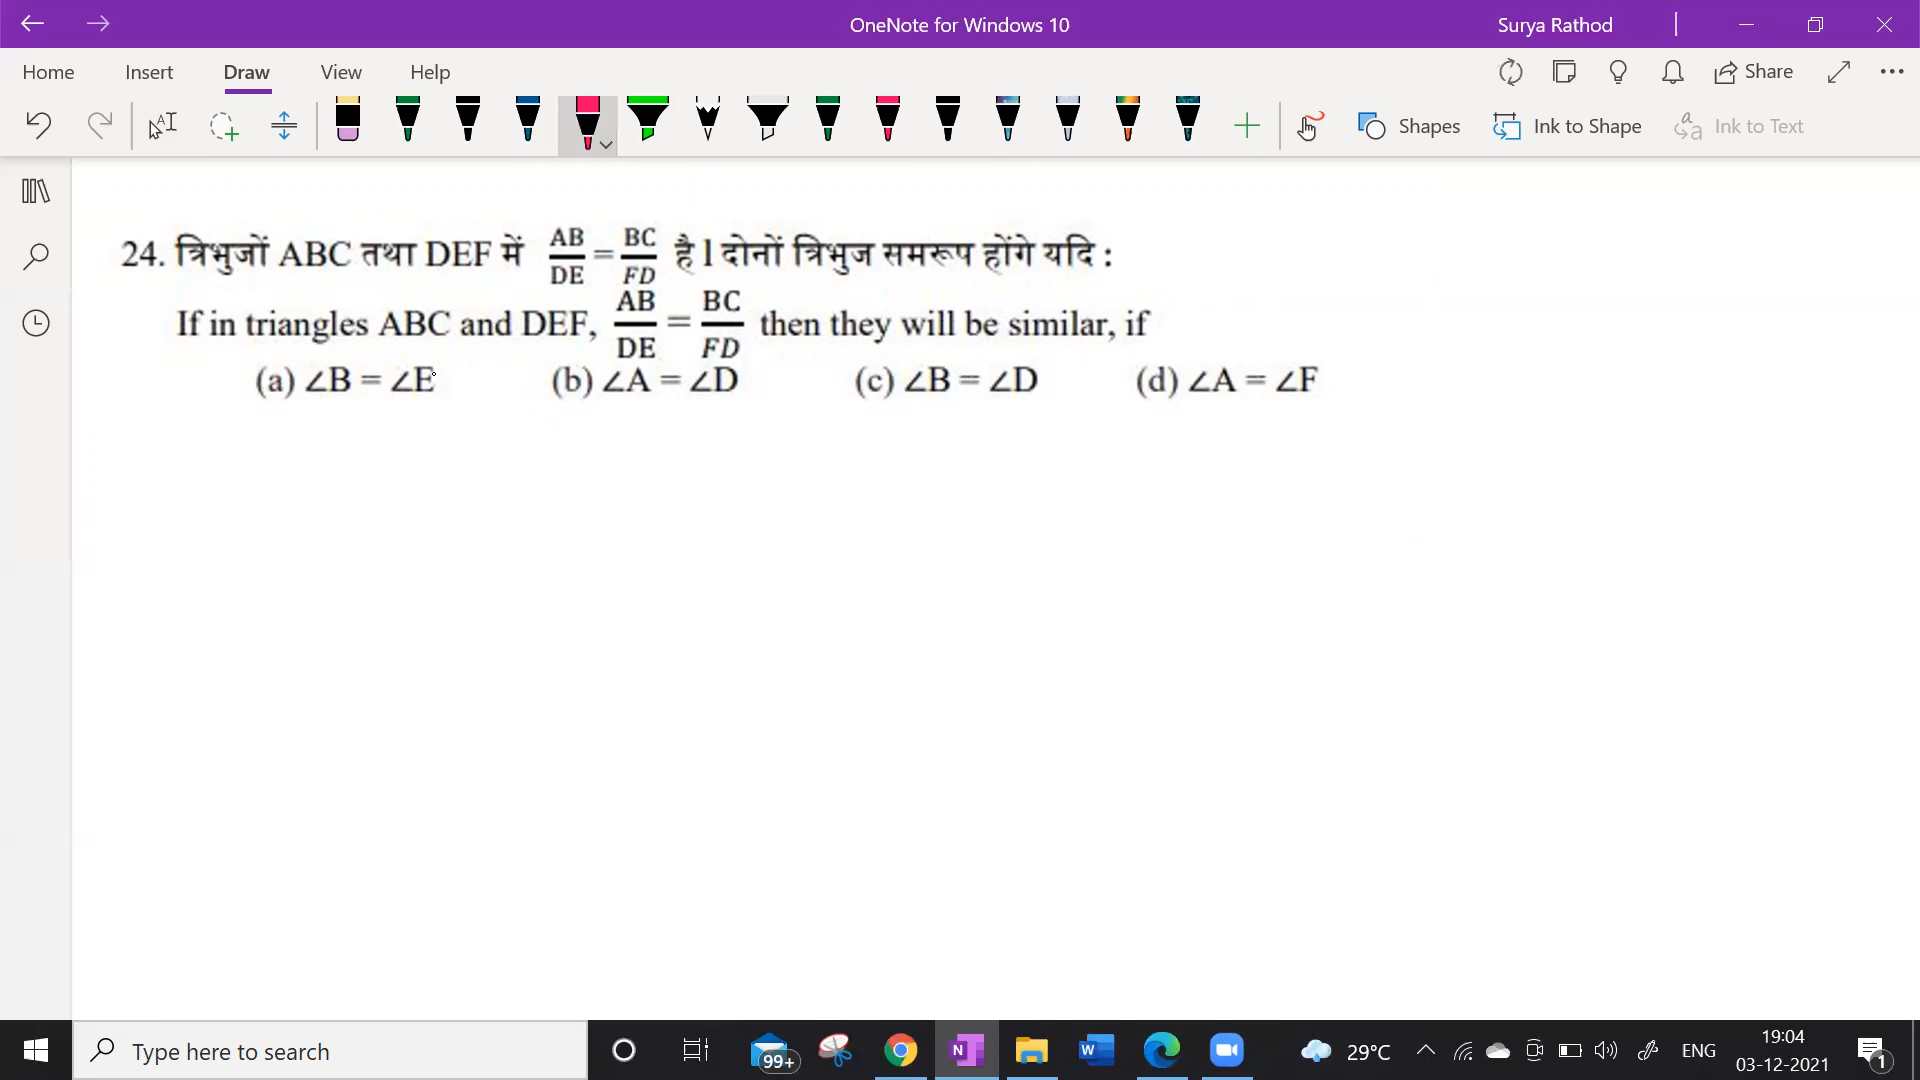 OneNote for Windows 10
Surya Rathod
Home Insert Draw View Help
Share
Shapes Ink to Shape Ink to Text
24. त्रिभुजों ABC तथा DEF में AB/DE = BC/FD है l दोनों त्रिभुज समरूप होंगे यदि :
If in triangles ABC and DEF, AB/DE = BC/FD then they will be similar, if
(a) ∠B = ∠E (b) ∠A = ∠D (c) ∠B = ∠D (d) ∠A = ∠F
Type here to search
99+
29°C
ENG
19:04
03-12-2021
1